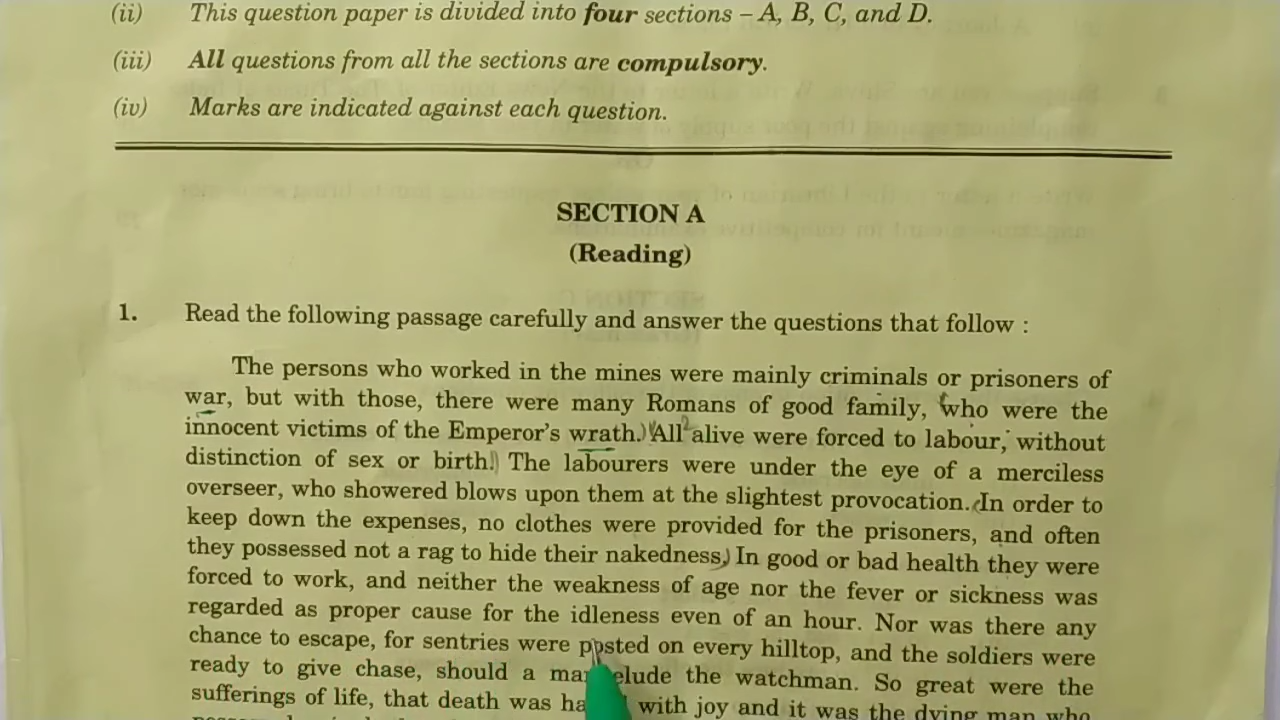 (ii) This question paper is divided into four sections – A, B, C, and D.
(iii) All questions from all the sections are compulsory.
(iv) Marks are indicated against each question.
SECTION A
(Reading)
1. Read the following passage carefully and answer the questions that follow :
The persons who worked in the mines were mainly criminals or prisoners of
war, but with those, there were many Romans of good family, who were the
innocent victims of the Emperor's wrath. All alive were forced to labour, without
distinction of sex or birth. The labourers were under the eye of a merciless
overseer, who showered blows upon them at the slightest provocation. In order to
keep down the expenses, no clothes were provided for the prisoners, and often
they possessed not a rag to hide their nakedness. In good or bad health they were
forced to work, and neither the weakness of age nor the fever or sickness was
regarded as proper cause for the idleness even of an hour. Nor was there any
chance to escape, for sentries were posted on every hilltop, and the soldiers were
ready to give chase, should a man elude the watchman. So great were the
sufferings of life, that death was with joy and it was the dying man who